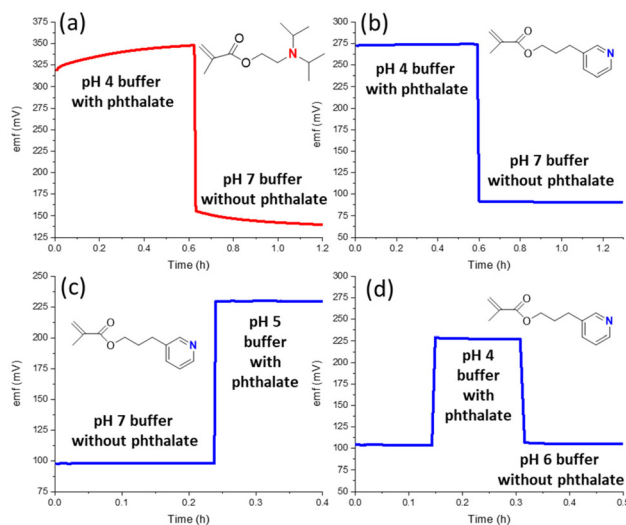 (a)
emf (mV)
375
350
325
300
275
250
225
200
175
150
125
pH 4 buffer
with phthalate
O
O
N
pH 7 buffer
without phthalate
0.0 0.2 0.4 0.6 0.8 1.0 1.2
Time (h)
(b)
emf (mV)
300
275
250
225
200
175
150
125
100
75
50
pH 4 buffer
with phthalate
O
O
N
pH 7 buffer
without phthalate
0.0 0.2 0.4 0.6 0.8 1.0 1.2
Time (h)
(c)
emf (mV)
250
225
200
175
150
125
100
75
O
O
N
pH 5
buffer
with
phthalate
pH 7 buffer
without phthalate
0.0 0.1 0.2 0.3 0.4
Time (h)
(d)
emf (mV)
300
275
250
225
200
175
150
125
100
75
50
O
O
N
pH 4
buffer
with
phthalate
pH 6 buffer
without phthalate
0.0 0.1 0.2 0.3 0.4 0.5
Time (h)